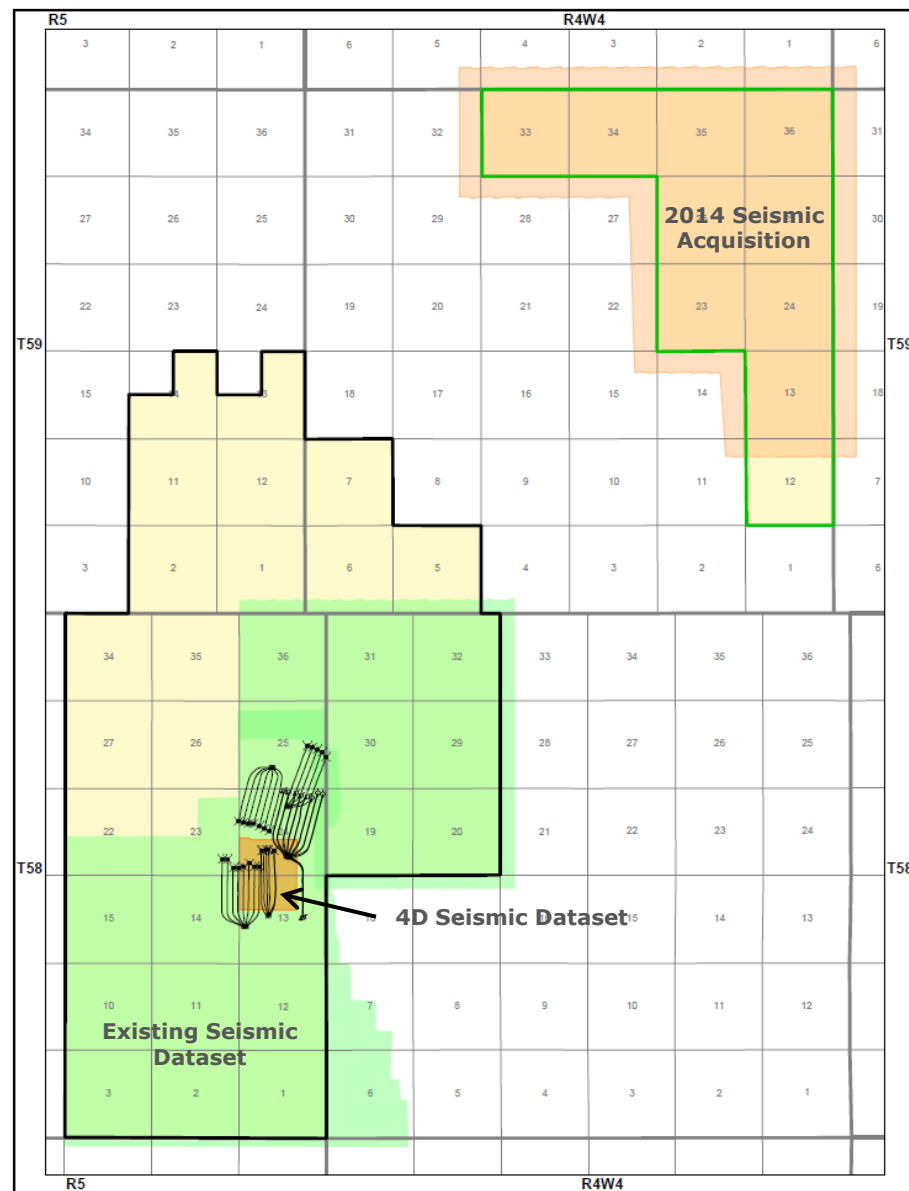 R5 R4W4
3 2 1 6 5 4 3 2 1 6
34 35 36 31 32 33 34 35 36 31
27 26 25 30 29 28 27 30
2014 Seismic
Acquisition
22 23 24 19 20 21 22 23 24 19
T59 T59
15 18 17 16 15 14 13 18
10 11 12 7 8 9 10 11 12 7
3 2 1 6 5 4 3 2 1 6
34 35 36 31 32 33 34 35 36
27 26 25 30 29 28 27 26 25
22 23 19 20 21 22 23 24
T58 T58
15 14 13 15 14 13
4D Seismic Dataset
10 11 12 7 8 9 10 11 12
Existing Seismic
Dataset
3 2 1 6 5 4 3 2 1
R5 R4W4